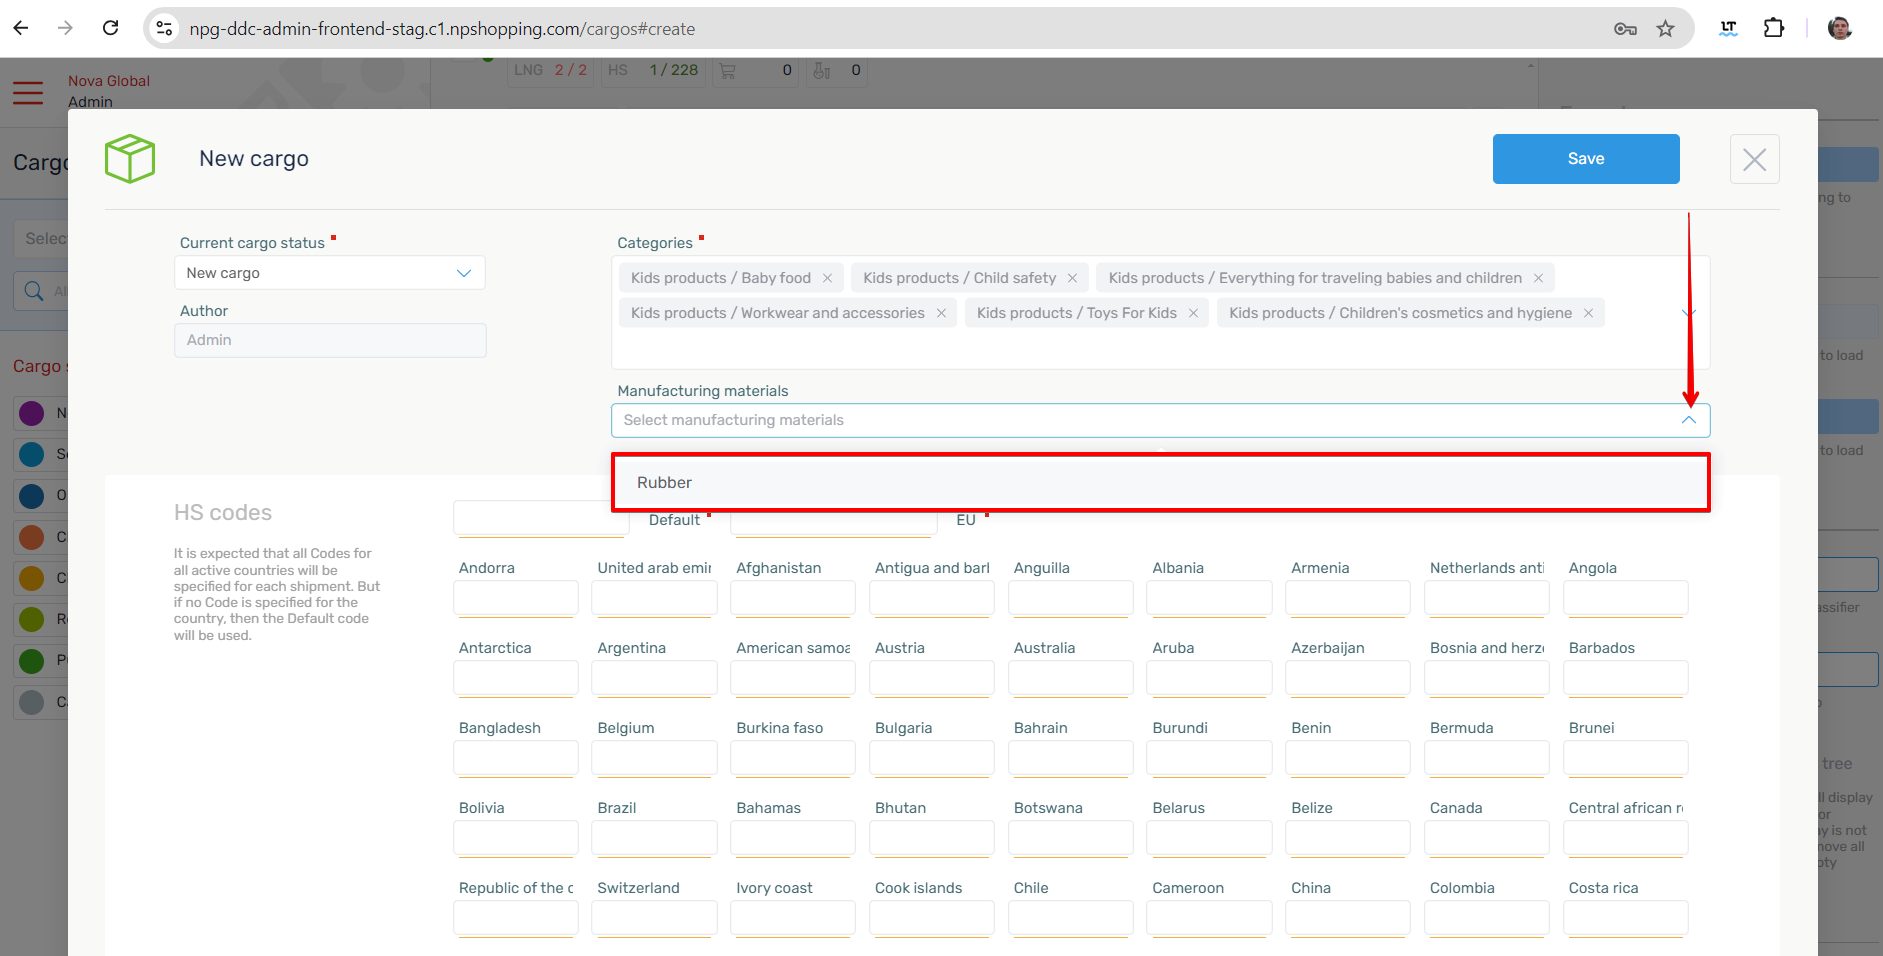 npg-ddc-admin-frontend-stag.c1.npshopping.com/cargos#create
LT
Nova Global
Admin
LNG 2 / 2 HS 1 / 228 0 0
New cargo
Save
Current cargo status
New cargo
Author
Admin
Categories
Kids products / Baby food
Kids products / Child safety
Kids products / Everything for traveling babies and children
Kids products / Workwear and accessories
Kids products / Toys For Kids
Kids products / Children's cosmetics and hygiene
Manufacturing materials
Select manufacturing materials
Rubber
HS codes
It is expected that all Codes for
all active countries will be
specified for each shipment. But
if no Code is specified for the
country, then the Default code
will be used.
Default
EU
Andorra United arab emir Afghanistan Antigua and barl Anguilla Albania Armenia Netherlands anti Angola
Antarctica Argentina American samoa Austria Australia Aruba Azerbaijan Bosnia and herz Barbados
Bangladesh Belgium Burkina faso Bulgaria Bahrain Burundi Benin Bermuda Brunei
Bolivia Brazil Bahamas Bhutan Botswana Belarus Belize Canada Central african r
Republic of the c Switzerland Ivory coast Cook islands Chile Cameroon China Colombia Costa rica
Cargo
Selec
Al
Cargo s
N
Se
O
C
C
R
P
C
ng to
to load
to load
assifier
tree
ll display
or
ay is not
move all
pty